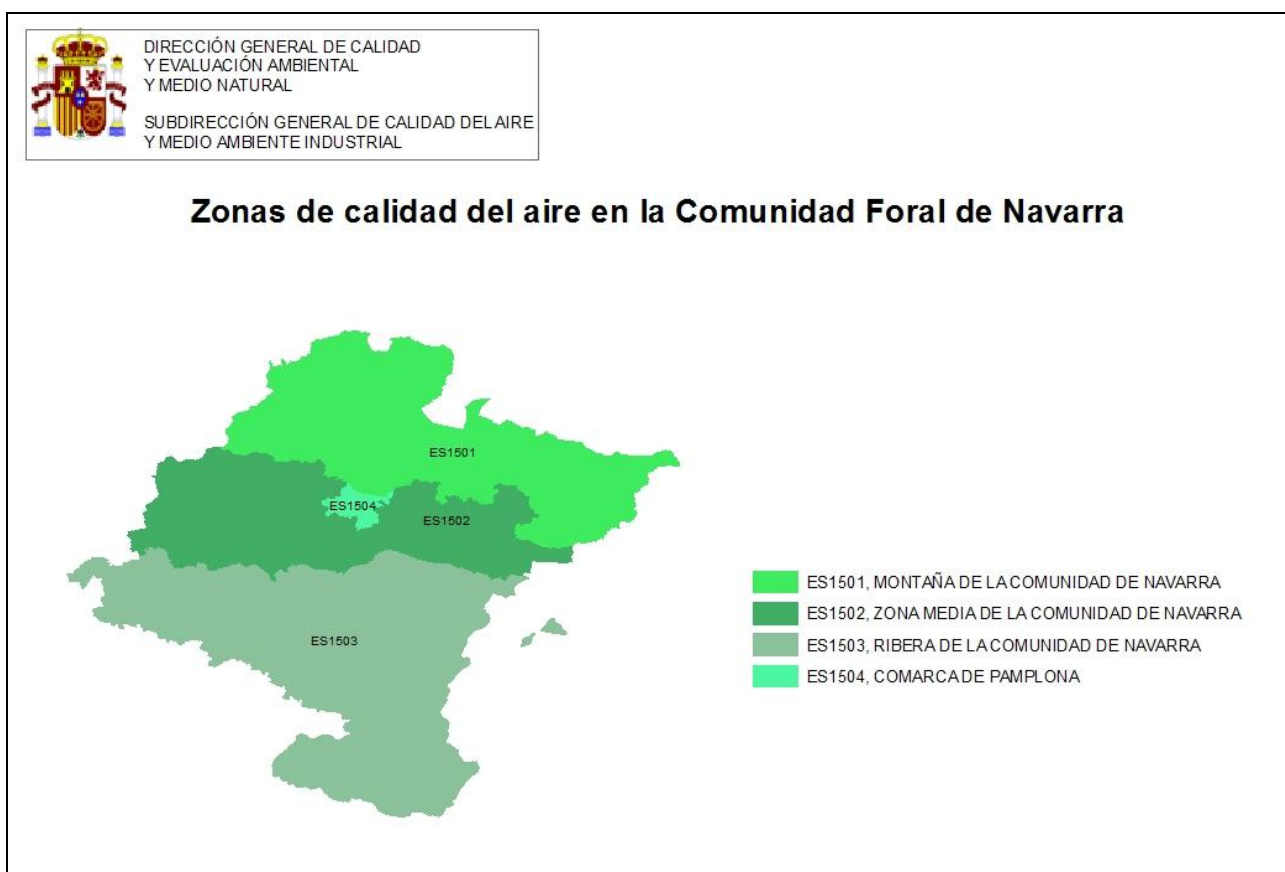 DIRECCIÓN GENERAL DE CALIDAD
Y EVALUACIÓN AMBIENTAL
Y MEDIO NATURAL
SUBDIRECCIÓN GENERAL DE CALIDAD DEL AIRE
Y MEDIO AMBIENTE INDUSTRIAL
Zonas de calidad del aire en la Comunidad Foral de Navarra
ES1501
ES1504
ES1502
ES1503
ES1501, MONTAÑA DE LA COMUNIDAD DE NAVARRA
ES1502, ZONA MEDIA DE LA COMUNIDAD DE NAVARRA
ES1503, RIBERA DE LA COMUNIDAD DE NAVARRA
ES1504, COMARCA DE PAMPLONA